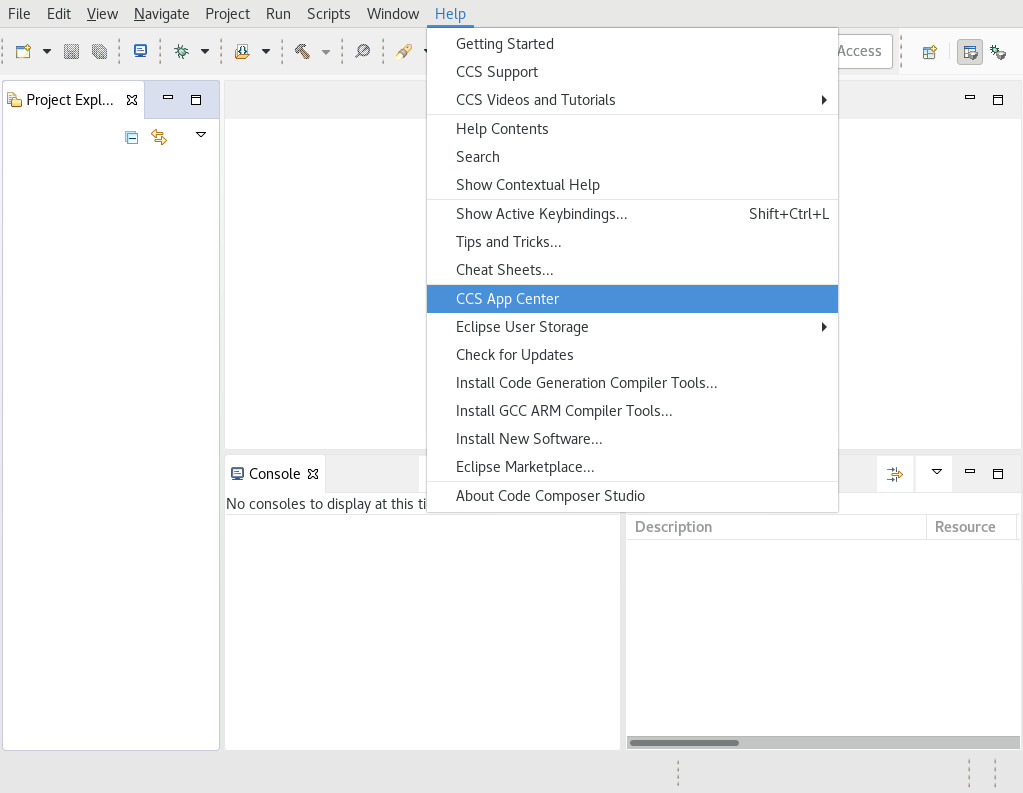 File Edit View Navigate Project Run Scripts Window Help
Access
Project Expl...
Getting Started
CCS Support
CCS Videos and Tutorials
Help Contents
Search
Show Contextual Help
Show Active Keybindings... Shift+Ctrl+L
Tips and Tricks...
Cheat Sheets...
CCS App Center
Eclipse User Storage
Check for Updates
Install Code Generation Compiler Tools...
Install GCC ARM Compiler Tools...
Install New Software...
Eclipse Marketplace...
About Code Composer Studio
Console
No consoles to display at this ti
Description Resource